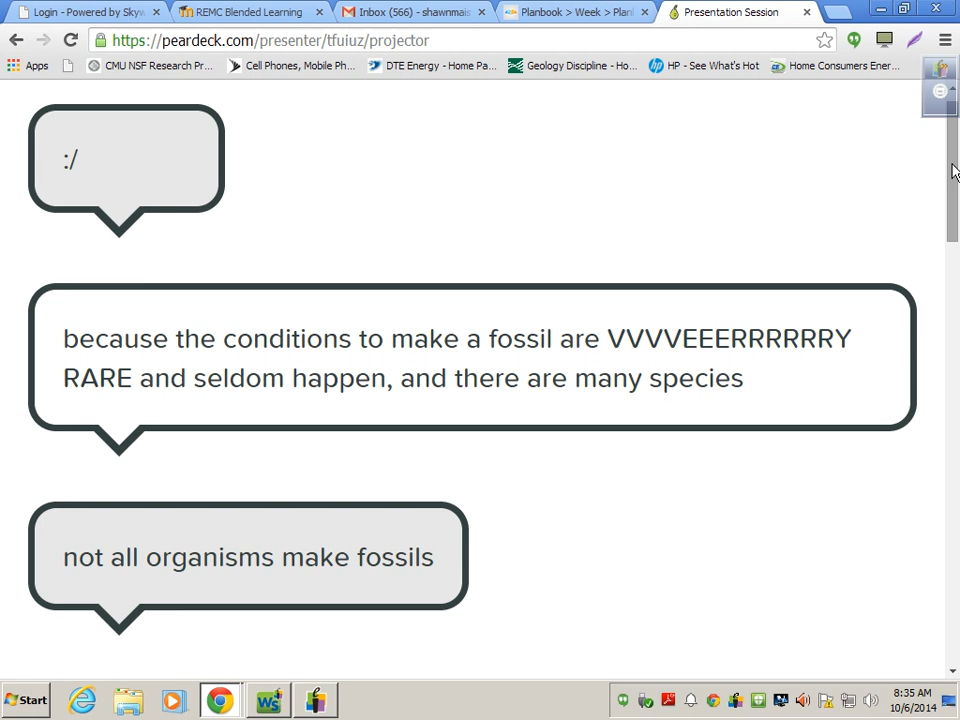 Login - Powered by Skyw
REMC Blended Learning
Inbox (566) - shawnmais
Planbook > Week > Plan
Presentation Session
https://peardeck.com/presenter/tfuiuz/projector
Apps
CMU NSF Research Pr...
Cell Phones, Mobile Ph...
DTE Energy - Home Pa...
Geology Discipline - Ho...
HP - See What's Hot
Home Consumers Ener...
:/
because the conditions to make a fossil are VVVVEEERRRRRRY
RARE and seldom happen, and there are many species
not all organisms make fossils
Start
8:35 AM
10/6/2014